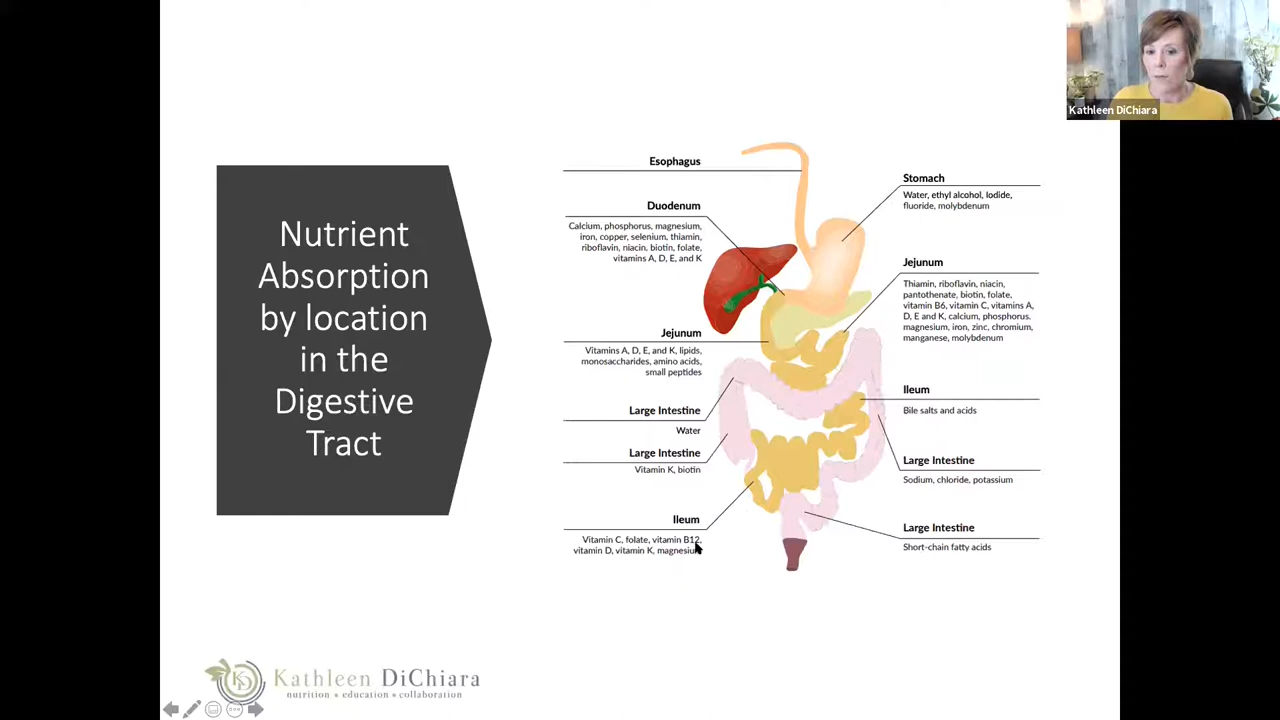 Kathleen DiChiara
Nutrient
Absorption
by location
in the
Digestive
Tract
Esophagus
Duodenum
Calcium, phosphorus, magnesium,
iron, copper, selenium, thiamin,
riboflavin, niacin, biotin, folate,
vitamins A, D, E, and K
Jejunum
Vitamins A, D, E, and K, lipids,
monosaccharides, amino acids,
small peptides
Large Intestine
Water
Large Intestine
Vitamin K, biotin
Ileum
Vitamin C, folate, vitamin B12,
vitamin D, vitamin K, magnesium
Stomach
Water, ethyl alcohol, Iodide,
fluoride, molybdenum
Jejunum
Thiamin, riboflavin, niacin,
pantothenate, biotin, folate,
vitamin B6, vitamin C, vitamins A,
D, E and K, calcium, phosphorus.
magnesium, iron, zinc, chromium,
manganese, molybdenum
Ileum
Bile salts and acids
Large Intestine
Sodium, chloride, potassium
Large Intestine
Short-chain fatty acids
KD
Kathleen DiChiara
nutrition • education • collaboration